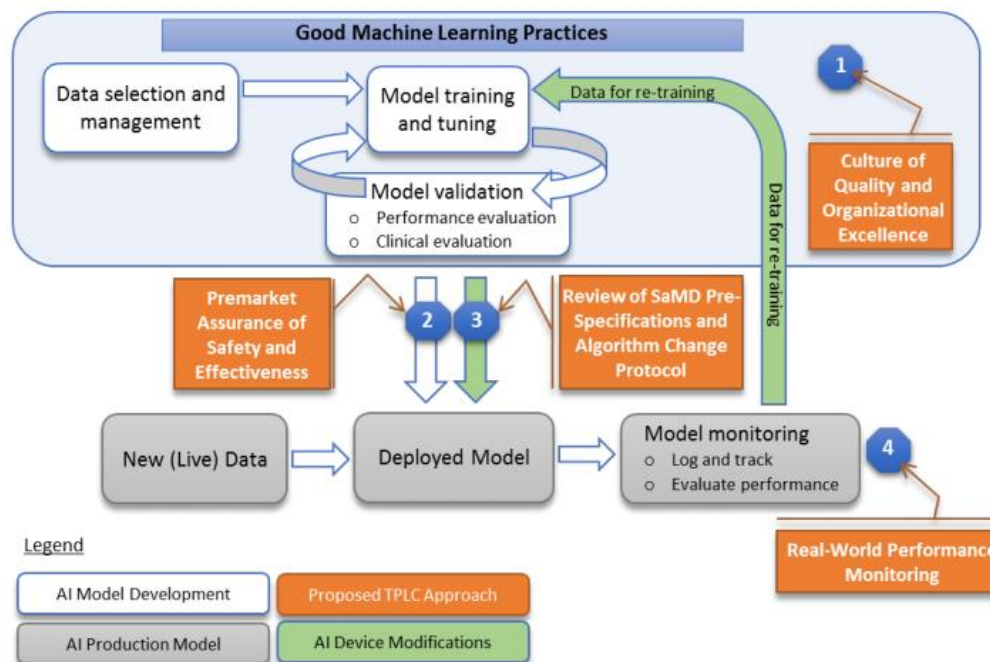 Good Machine Learning Practices
Data selection and
management
Model training
and tuning
Data for re-training
1
Culture of
Quality and
Organizational
Excellence
Model validation
o Performance evaluation
o Clinical evaluation
Data for re-training
Premarket
Assurance of
Safety and
Effectiveness
2
3
Review of SaMD Pre-
Specifications and
Algorithm Change
Protocol
New (Live) Data
Deployed Model
Model monitoring
o Log and track
o Evaluate performance
4
Real-World Performance
Monitoring
Legend
AI Model Development
Proposed TPLC Approach
AI Production Model
AI Device Modifications